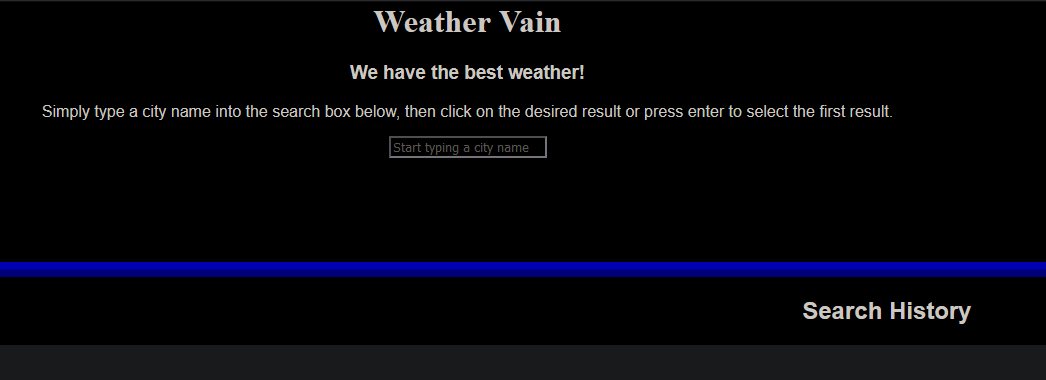 Weather Vain
We have the best weather!
Simply type a city name into the search box below, then click on the desired result or press enter to select the first result.
Start typing a city name
Search History